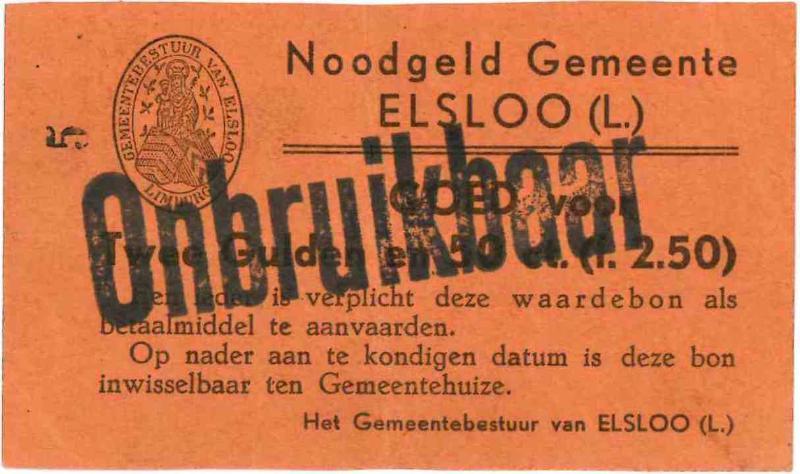 GEMEENTEBESTUUR VAN ELSLOO
LIMBURG
5
Noodgeld Gemeente
ELSLOO (L.)
GOED voor
Twee Gulden en 50 ct. (f. 2.50)
Onbruikbaar
Een ieder is verplicht deze waardebon als
betaalmiddel te aanvaarden.
Op nader aan te kondigen datum is deze bon
inwisselbaar ten Gemeentehuize.
Het Gemeentebestuur van ELSLOO (L.)